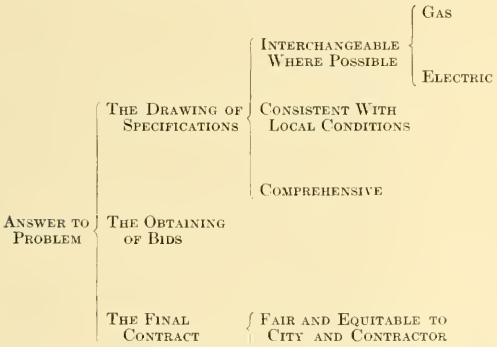 GAS
INTERCHANGEABLE
WHERE POSSIBLE
ELECTRIC
THE DRAWING OF
SPECIFICATIONS
CONSISTENT WITH
LOCAL CONDITIONS
COMPREHENSIVE
ANSWER TO
PROBLEM
THE OBTAINING
OF BIDS
THE FINAL
CONTRACT
FAIR AND EQUITABLE TO
CITY AND CONTRACTOR